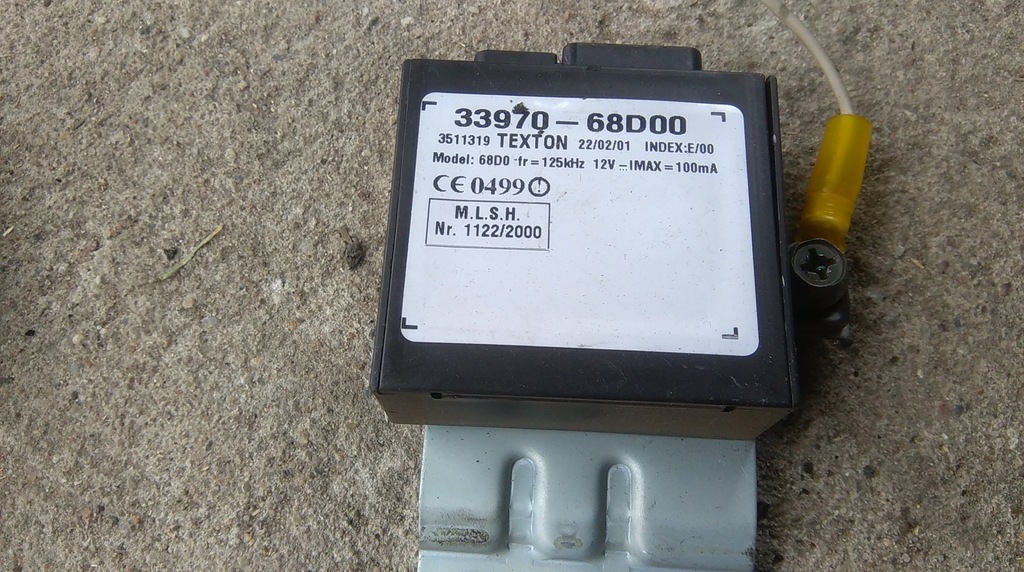 33970-68D00
3511319 TEXTON 22/02/01 INDEX:E/00
Model: 68D0 fr=125kHz 12V IMAX=100mA
CE 0499
M.L.S.H.
Nr. 1122/2000